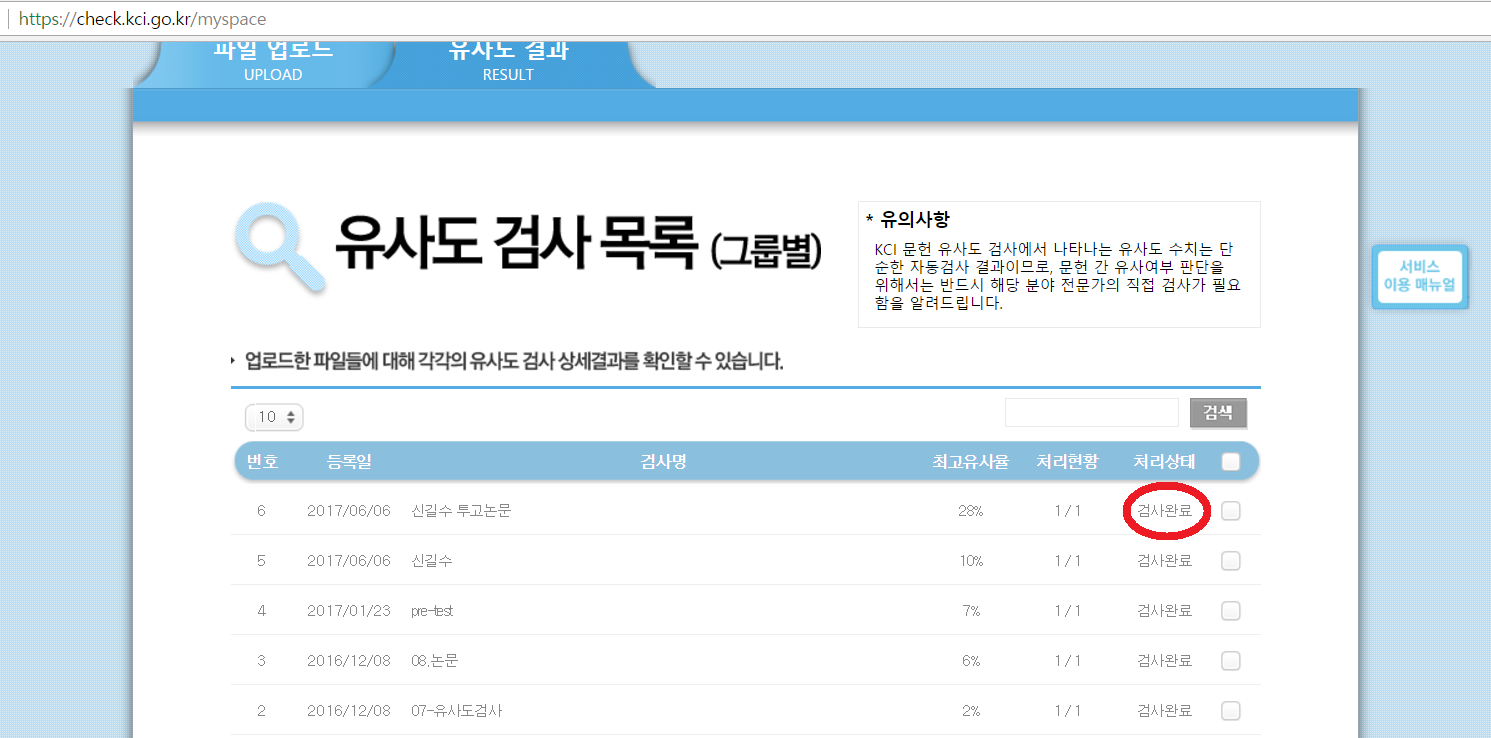 https://check.kci.go.kr/myspace
파일 업로드
UPLOAD
유사도 결과
RESULT
유사도 검사 목록 (그룹별)
* 유의사항
KCI 문헌 유사도 검사에서 나타나는 유사도 수치는 단
순한 자동검사 결과이므로, 문헌 간 유사여부 판단을
위해서는 반드시 해당 분야 전문가의 직접 검사가 필요
함을 알려드립니다.
서비스
이용 매뉴얼
업로드한 파일들에 대해 각각의 유사도 검사 상세결과를 확인할 수 있습니다.
10
검색
번호 등록일 검사명 최고유사율 처리현황 처리상태
6 2017/06/06 신길수 투고논문 28% 1 / 1 검사완료
5 2017/06/06 신길수 10% 1 / 1 검사완료
4 2017/01/23 pre-test 7% 1 / 1 검사완료
3 2016/12/08 08.논문 6% 1 / 1 검사완료
2 2016/12/08 07-유사도검사 2% 1 / 1 검사완료